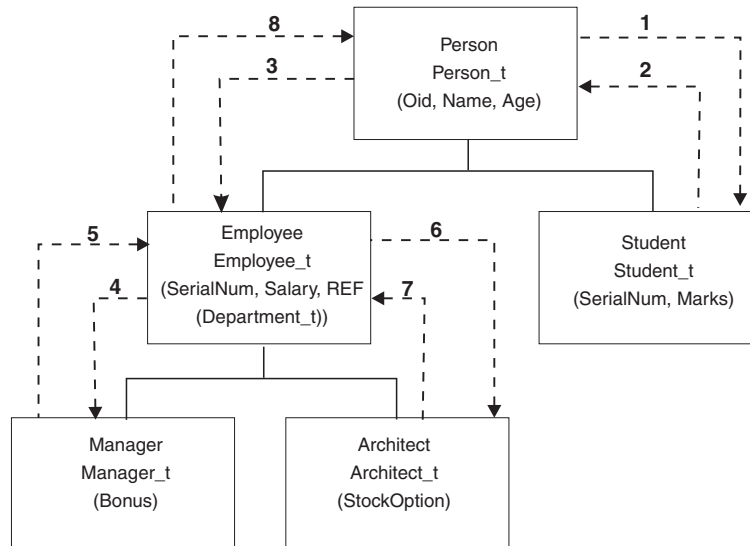 8
1
3
2
Person
Person_t
(Oid, Name, Age)
5
4
Employee
Employee_t
(SerialNum, Salary, REF
(Department_t))
6
7
Student
Student_t
(SerialNum, Marks)
Manager
Manager_t
(Bonus)
Architect
Architect_t
(StockOption)